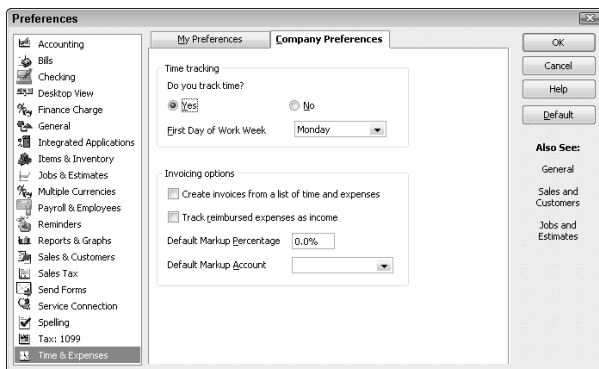 Preferences
Accounting
Bills
Checking
Desktop View
Finance Charge
General
Integrated Applications
Items & Inventory
Jobs & Estimates
Multiple Currencies
Payroll & Employees
Reminders
Reports & Graphs
Sales & Customers
Sales Tax
Send Forms
Service Connection
Spelling
Tax: 1099
Time & Expenses
My Preferences
Company Preferences
Time tracking
Do you track time?
Yes No
First Day of Work Week Monday
Invoicing options
Create invoices from a list of time and expenses
Track reimbursed expenses as income
Default Markup Percentage 0.0%
Default Markup Account
OK
Cancel
Help
Default
Also See:
General
Sales and
Customers
Jobs and
Estimates